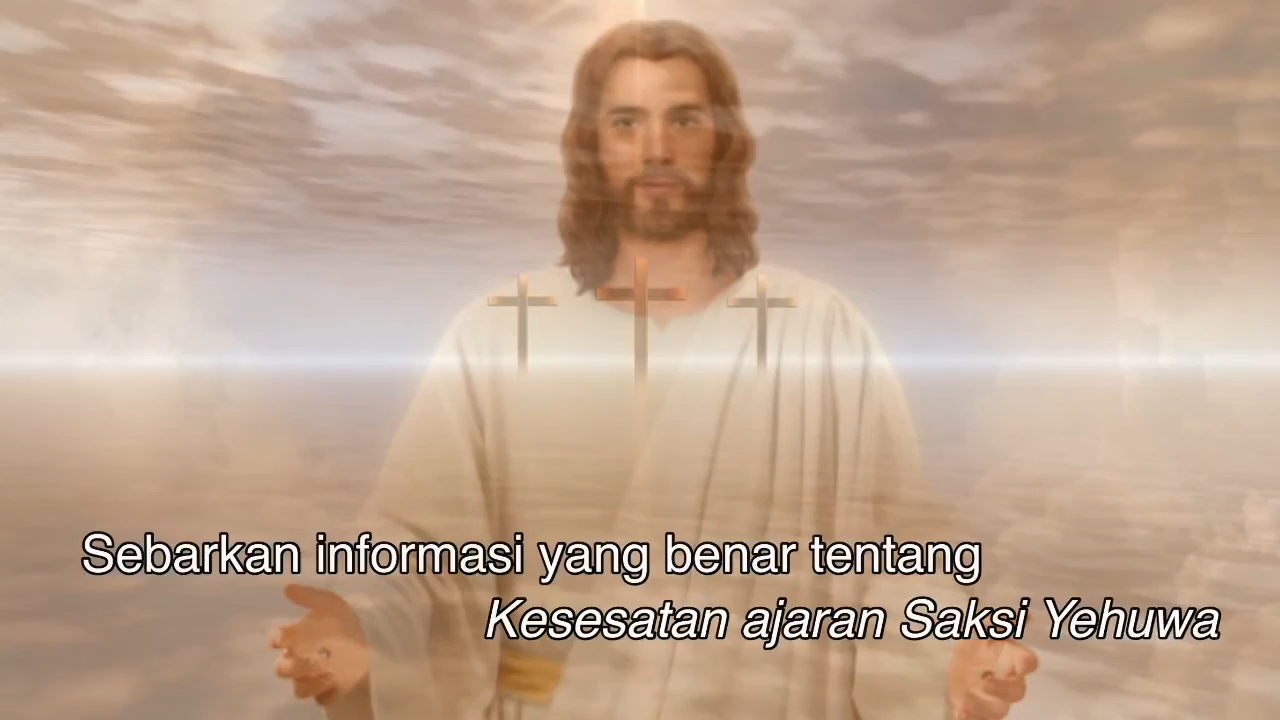 Sebarkan informasi yang benar tentang
Kesesatan ajaran Saksi Yehuwa